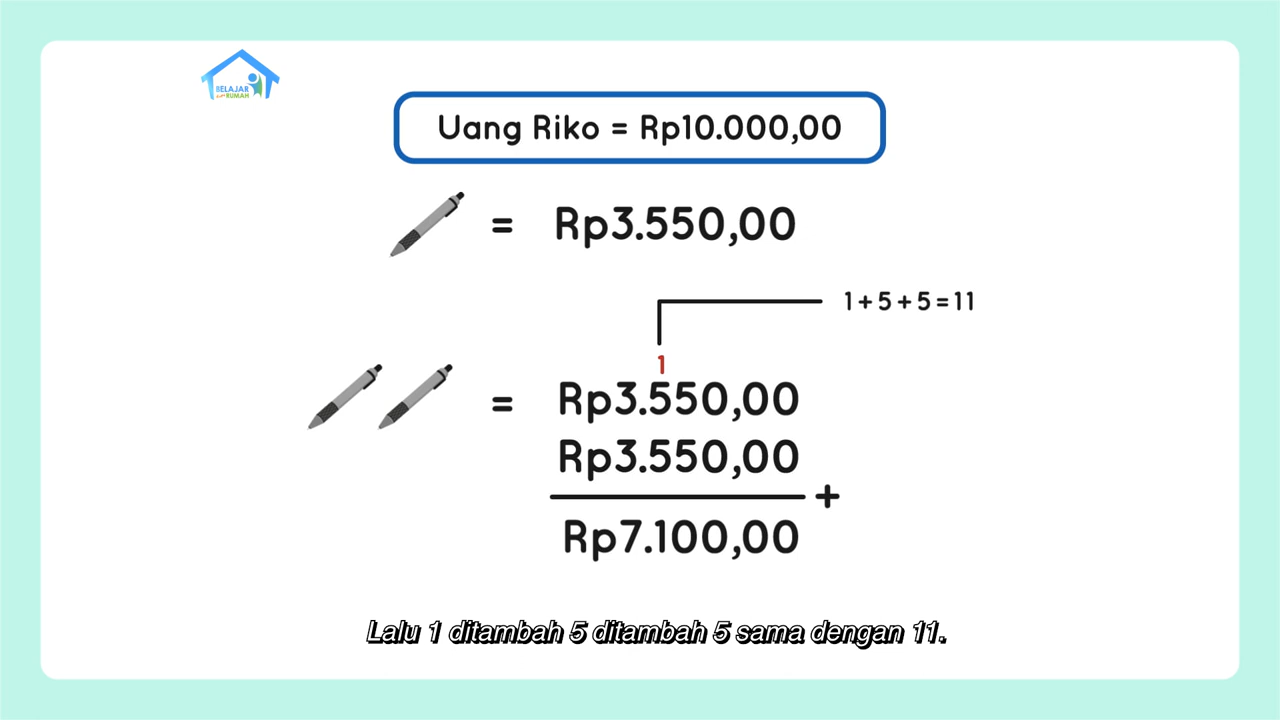 BELAJAR
dari RUMAH
Uang Riko = Rp10.000,00
= Rp3.550,00
1+5+5=11
1
= Rp3.550,00
Rp3.550,00
+
Rp7.100,00
Lalu 1 ditambah 5 ditambah 5 sama dengan 11.